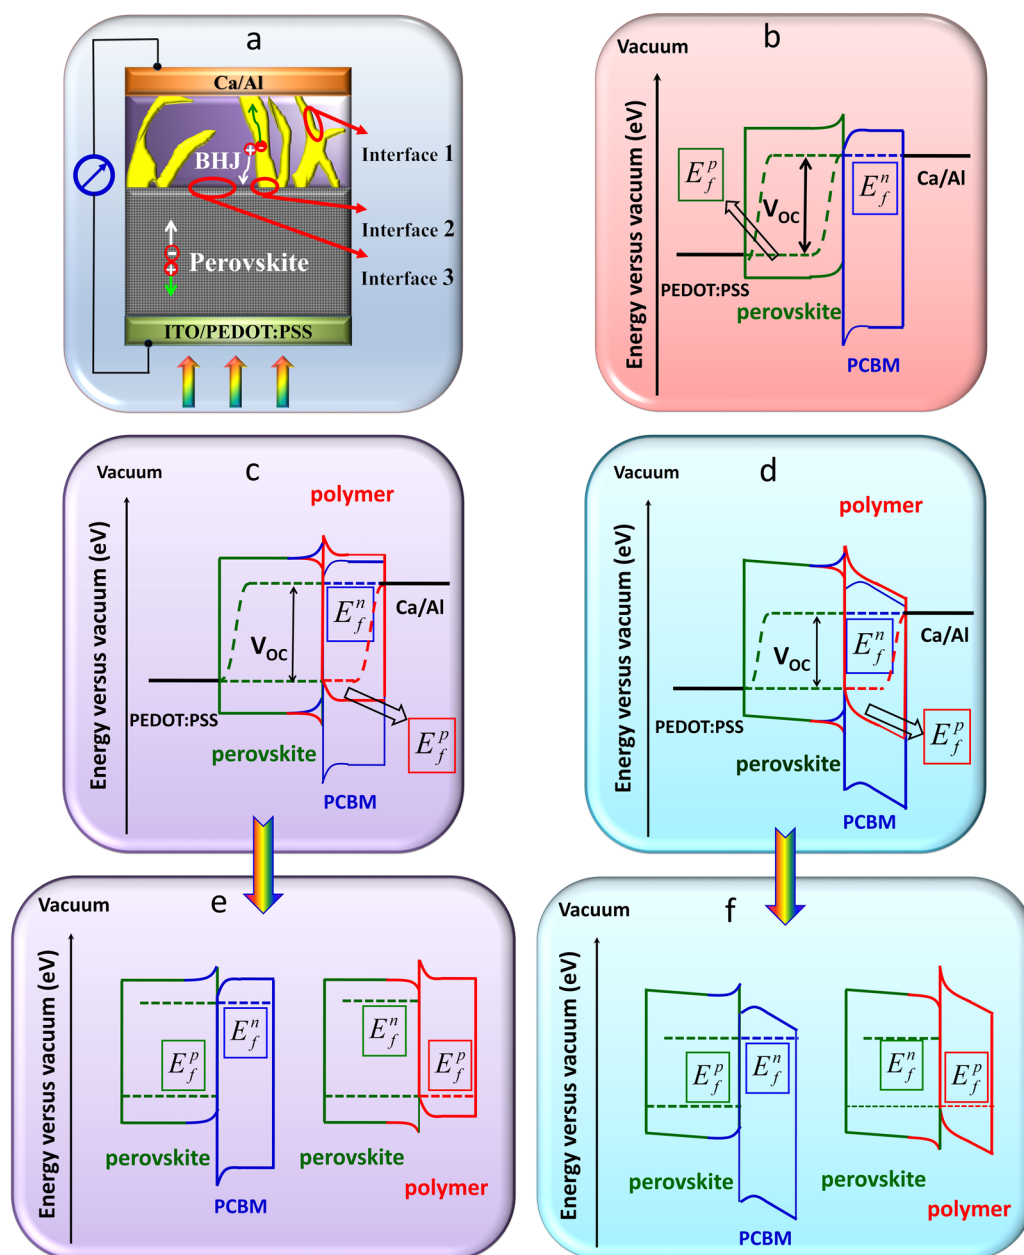 a
Ca/Al
BHJ
Interface 1
Interface 2
Interface 3
Perovskite
ITO/PEDOT:PSS
+
-
-
+
b
Vacuum
Energy versus vacuum (eV)
E_f^p
V_OC
E_f^n
Ca/Al
PEDOT:PSS
perovskite
PCBM
c
Vacuum
polymer
Energy versus vacuum (eV)
E_f^n
Ca/Al
V_OC
PEDOT:PSS
E_f^p
perovskite
PCBM
d
Vacuum
polymer
Energy versus vacuum (eV)
V_OC
E_f^n
Ca/Al
PEDOT:PSS
E_f^p
perovskite
PCBM
e
Vacuum
Energy versus vacuum (eV)
E_f^p
E_f^n
perovskite
PCBM
E_f^n
E_f^p
perovskite
polymer
f
Vacuum
Energy versus vacuum (eV)
E_f^p
E_f^n
perovskite
PCBM
E_f^n
E_f^p
perovskite
polymer